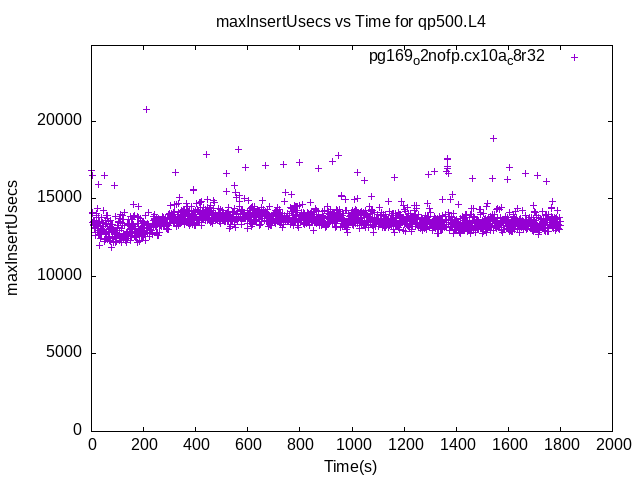 maxInsertUsecs vs Time for qp500.L4
pg169o2nofp.cx10ac8r32
20000
15000
10000
5000
0
maxInsertUsecs
0 200 400 600 800 1000 1200 1400 1600 1800 2000
Time(s)